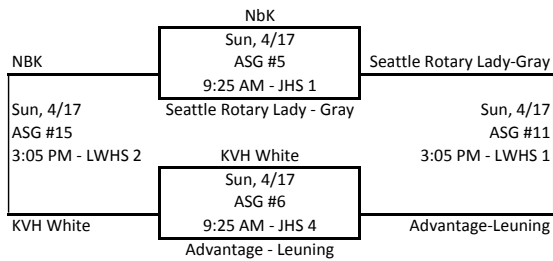 NbK
Sun, 4/17
ASG #5
9:25 AM - JHS 1
Seattle Rotary Lady - Gray
NBK
Seattle Rotary Lady-Gray
Sun, 4/17
ASG #15
3:05 PM - LWHS 2
Sun, 4/17
ASG #11
3:05 PM - LWHS 1
KVH White
Sun, 4/17
ASG #6
9:25 AM - JHS 4
Advantage - Leuning
KVH White
Advantage-Leuning